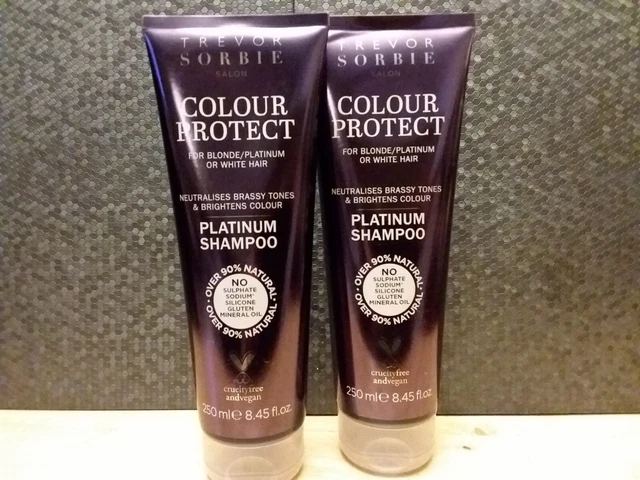 TREVOR
SORBIE
SALON
COLOUR
PROTECT
FOR BLONDE/PLATINUM
OR WHITE HAIR
NEUTRALISES BRASSY TONES
& BRIGHTENS COLOUR
PLATINUM
SHAMPOO
OVER 90% NATURAL
NO
SULPHATE
SODIUM*
SILICONE
GLUTEN
MINERAL OIL
OVER 90% NATURAL
crueltyfree
andvegan
250 ml e 8.45 fl.oz.
TREVOR
SORBIE
SALON
COLOUR
PROTECT
FOR BLONDE/PLATINUM
OR WHITE HAIR
NEUTRALISES BRASSY TONES
& BRIGHTENS COLOUR
PLATINUM
SHAMPOO
OVER 90% NATURAL
NO
SULPHATE
SODIUM*
SILICONE
GLUTEN
MINERAL OIL
OVER 90% NATURAL
crueltyfree
andvegan
250 ml e 8.45 fl.oz.